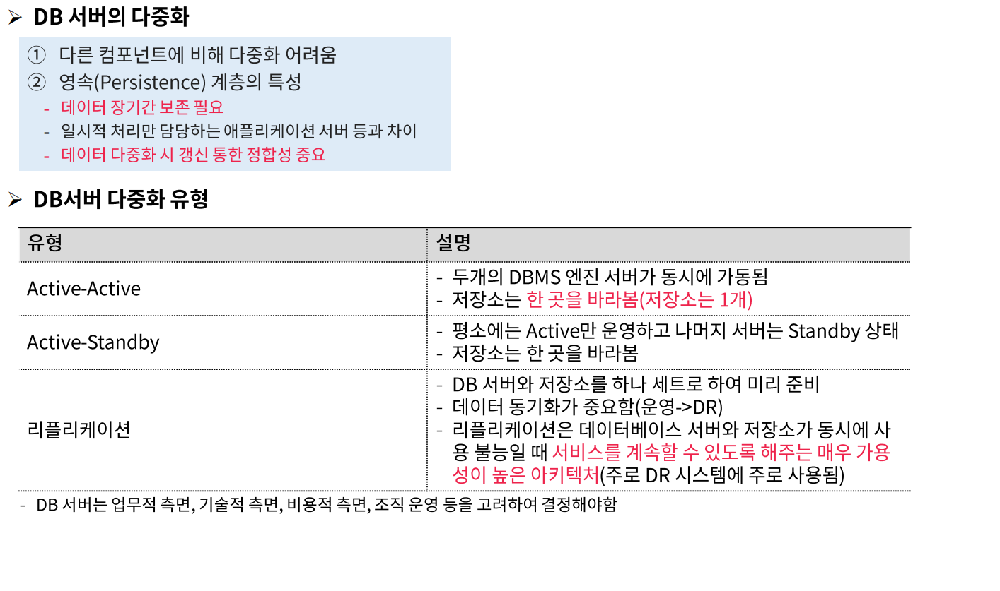 ➢ DB 서버의 다중화
① 다른 컴포넌트에 비해 다중화 어려움
② 영속(Persistence) 계층의 특성
- 데이터 장기간 보존 필요
- 일시적 처리만 담당하는 애플리케이션 서버 등과 차이
- 데이터 다중화 시 갱신 통한 정합성 중요
➢ DB서버 다중화 유형
유형 설명
Active-Active
- 두개의 DBMS 엔진 서버가 동시에 가동됨
- 저장소는 한 곳을 바라봄(저장소는 1개)
Active-Standby
- 평소에는 Active만 운영하고 나머지 서버는 Standby 상태
- 저장소는 한 곳을 바라봄
리플리케이션
- DB 서버와 저장소를 하나 세트로 하여 미리 준비
- 데이터 동기화가 중요함(운영->DR)
- 리플리케이션은 데이터베이스 서버와 저장소가 동시에 사
용 불능일 때 서비스를 계속할 수 있도록 해주는 매우 가용
성이 높은 아키텍처(주로 DR 시스템에 주로 사용됨)
- DB 서버는 업무적 측면, 기술적 측면, 비용적 측면, 조직 운영 등을 고려하여 결정해야함